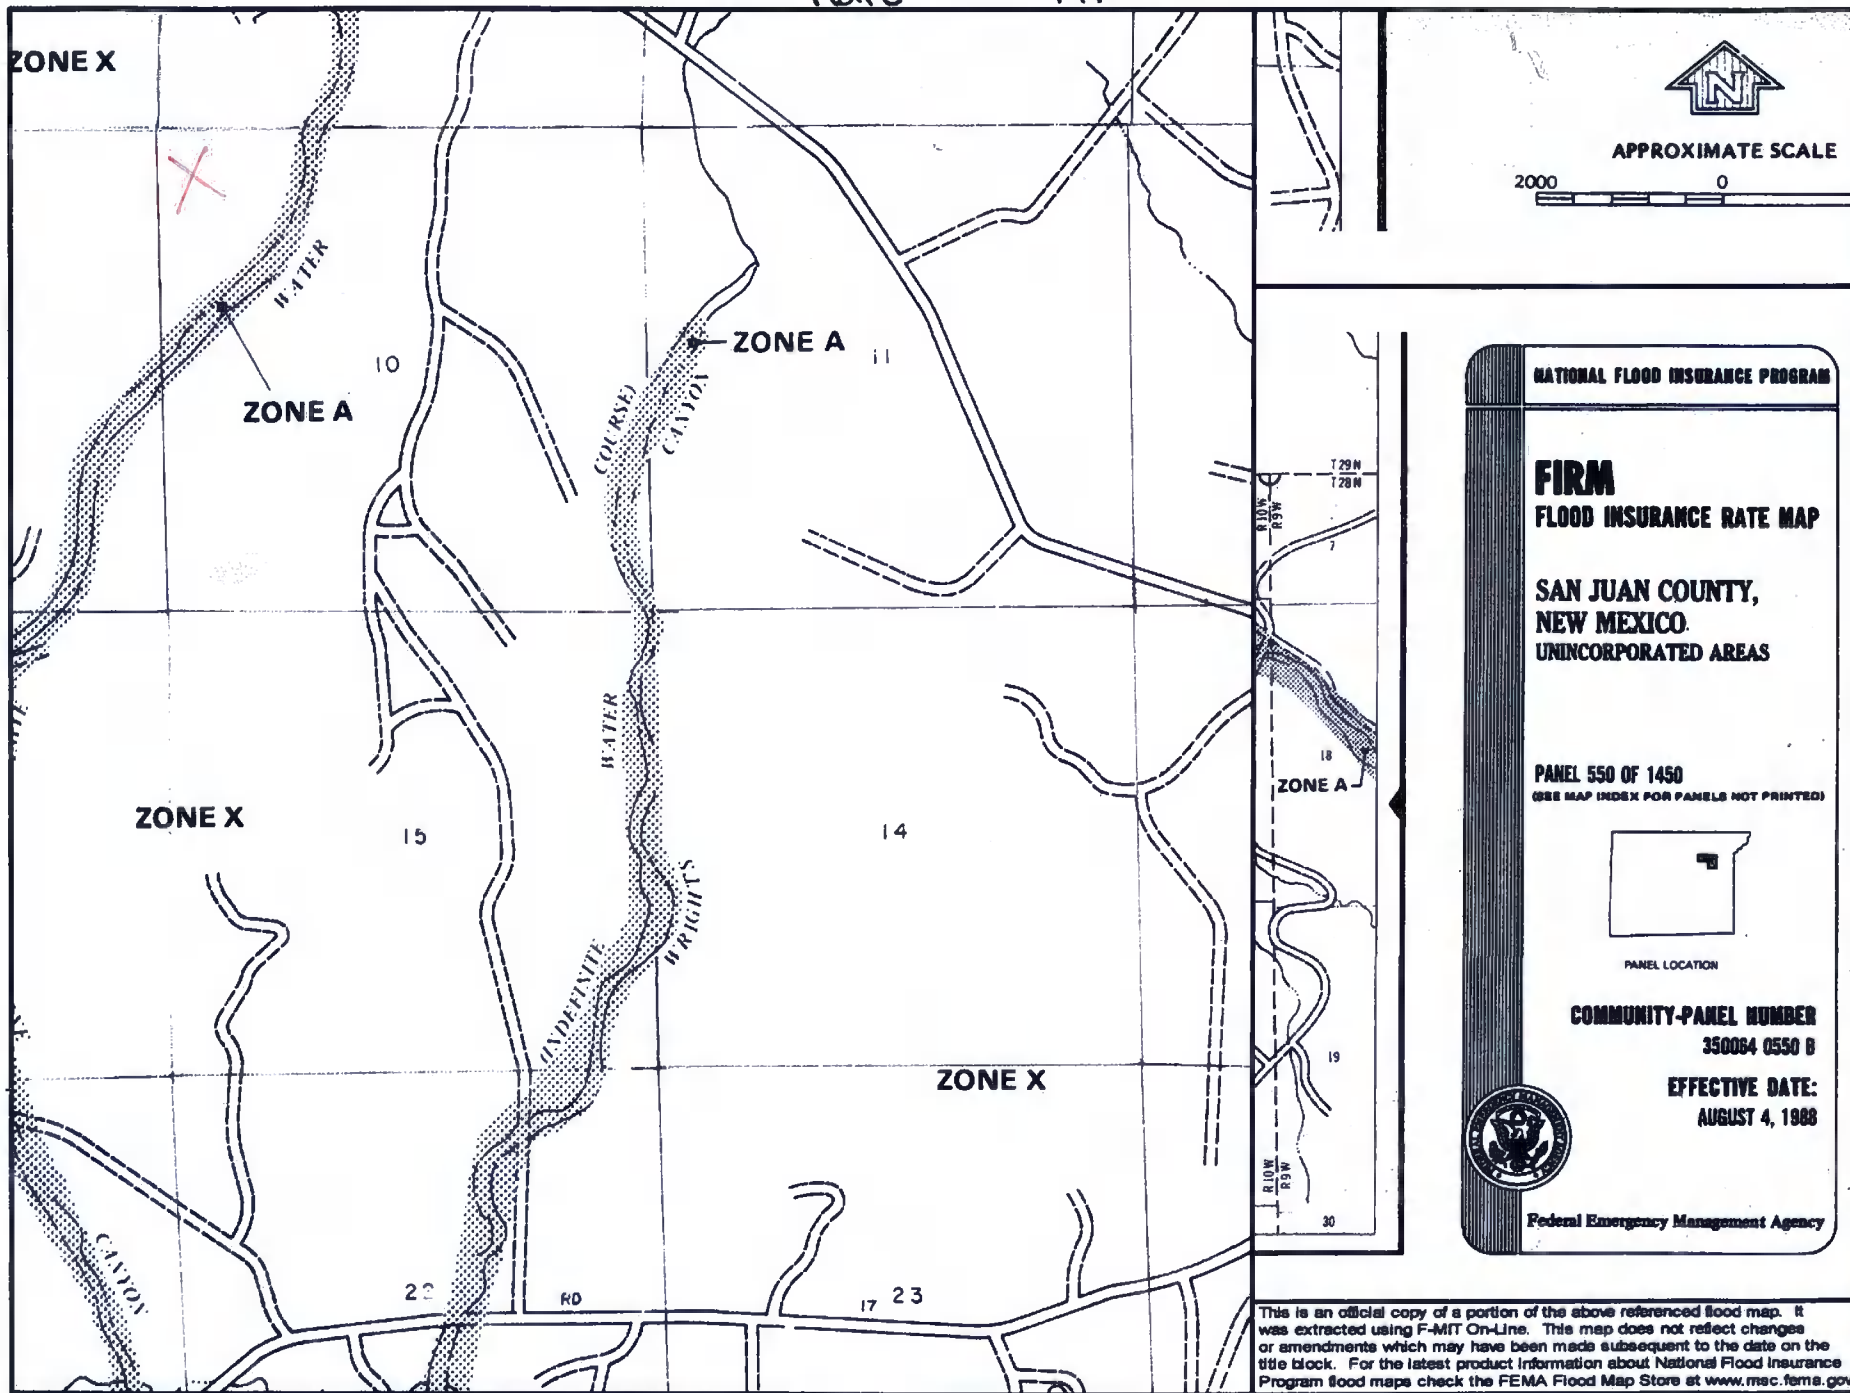 ZONE X
WATER
ZONE A
10
ZONE A
11
COURSE)
CANYON
WATER
ZONE X
15
14
WRIGHTS
(INDEFINITE
ZONE X
CANYON
22
RD
17
23
T29N
T28N
R10W
R9W
7
18
ZONE A
19
R10W
R9W
30
N
APPROXIMATE SCALE
2000 0
NATIONAL FLOOD INSURANCE PROGRAM
FIRM
FLOOD INSURANCE RATE MAP
SAN JUAN COUNTY,
NEW MEXICO
UNINCORPORATED AREAS
PANEL 550 OF 1450
(SEE MAP INDEX FOR PANELS NOT PRINTED)
PANEL LOCATION
COMMUNITY-PANEL NUMBER
350064 0550 B
EFFECTIVE DATE:
AUGUST 4, 1988
Federal Emergency Management Agency
This is an official copy of a portion of the above referenced flood map. It
was extracted using F-MIT On-Line. This map does not reflect changes
or amendments which may have been made subsequent to the date on the
title block. For the latest product information about National Flood Insurance
Program flood maps check the FEMA Flood Map Store at www.msc.fema.gov